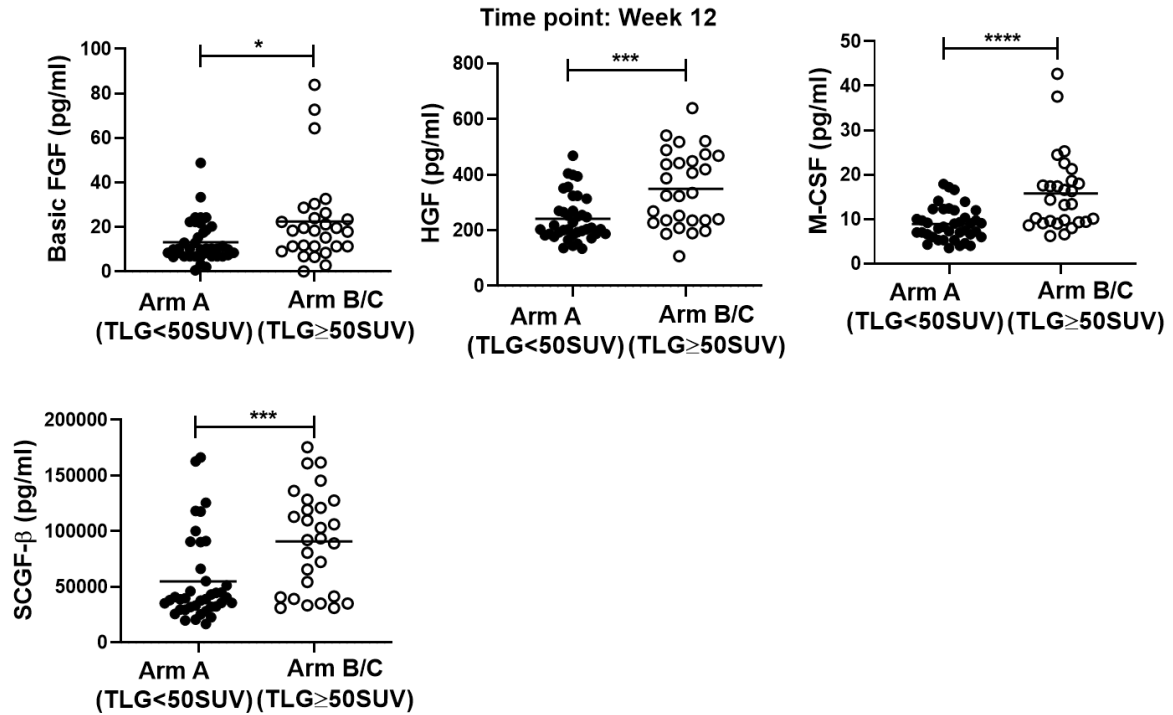 Time point: Week 12
Basic FGF (pg/ml)
100
80
60
40
20
0
*
Arm A
(TLG<50SUV)
Arm B/C
(TLG≥50SUV)
HGF (pg/ml)
800
600
400
200
0
***
Arm A
(TLG<50SUV)
Arm B/C
(TLG≥50SUV)
M-CSF (pg/ml)
50
40
30
20
10
0
****
Arm A
(TLG<50SUV)
Arm B/C
(TLG≥50SUV)
SCGF-β (pg/ml)
200000
150000
100000
50000
0
***
Arm A
(TLG<50SUV)
Arm B/C
(TLG≥50SUV)